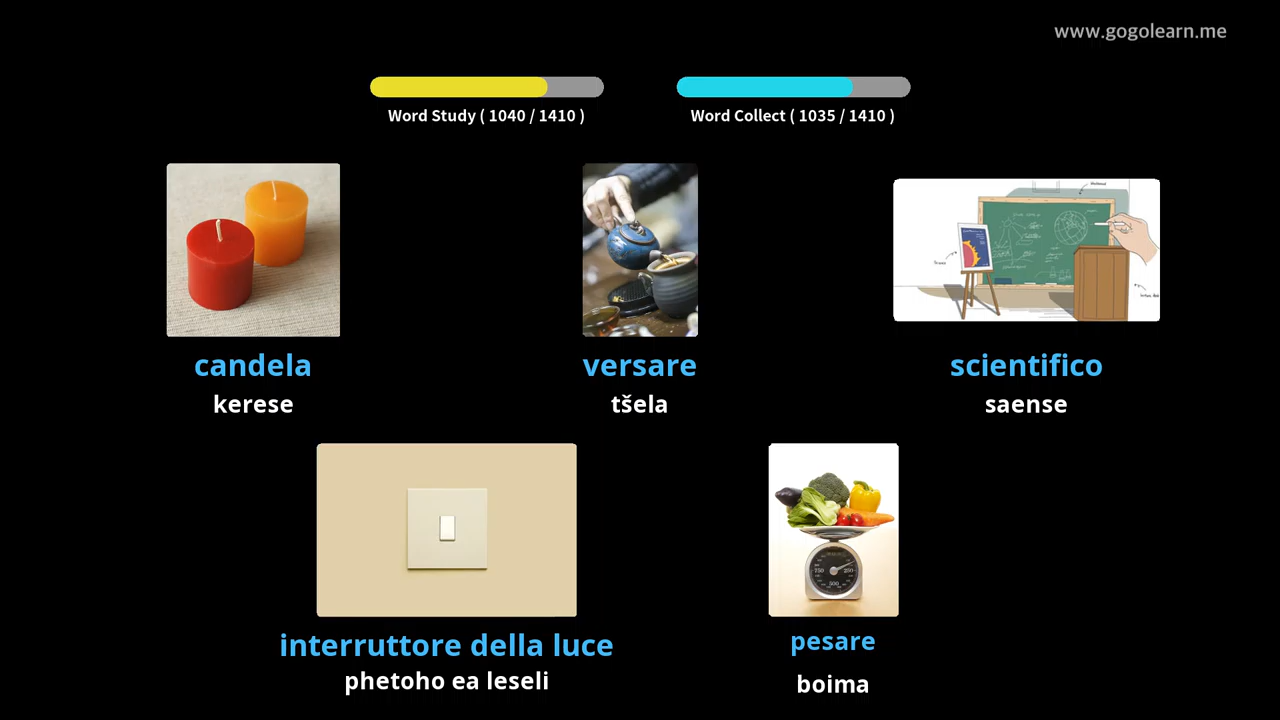 www.gogolearn.me
Word Study ( 1040 / 1410 )
Word Collect ( 1035 / 1410 )
candela
kerese
versare
tšela
scientifico
saense
interruttore della luce
phetoho ea leseli
pesare
boima